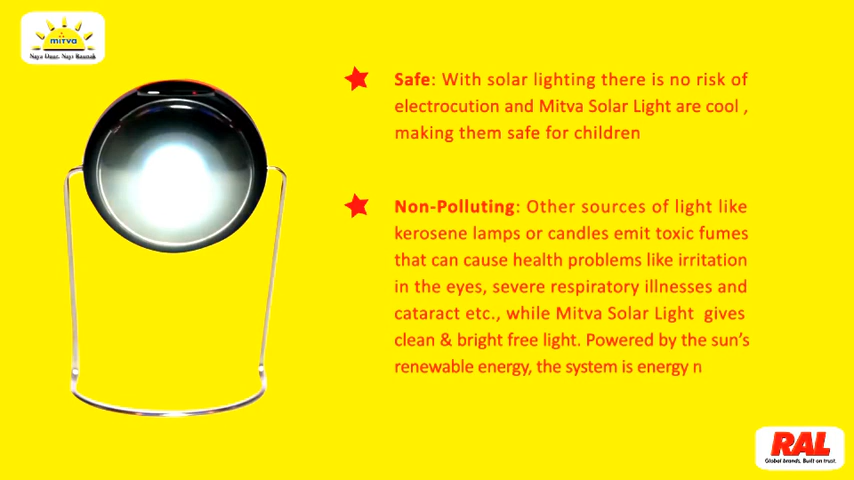 mitva
Naya Daur, Nayi Raunak
Safe: With solar lighting there is no risk of
electrocution and Mitva Solar Light are cool ,
making them safe for children
Non-Polluting: Other sources of light like
kerosene lamps or candles emit toxic fumes
that can cause health problems like irritation
in the eyes, severe respiratory illnesses and
cataract etc., while Mitva Solar Light gives
clean & bright free light. Powered by the sun's
renewable energy, the system is energy n
RAL
Global brands. Built on trust.